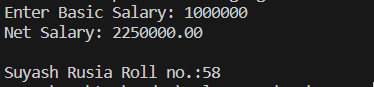 Enter Basic Salary: 1000000
Net Salary: 2250000.00
Suyash Rusia Roll no.:58